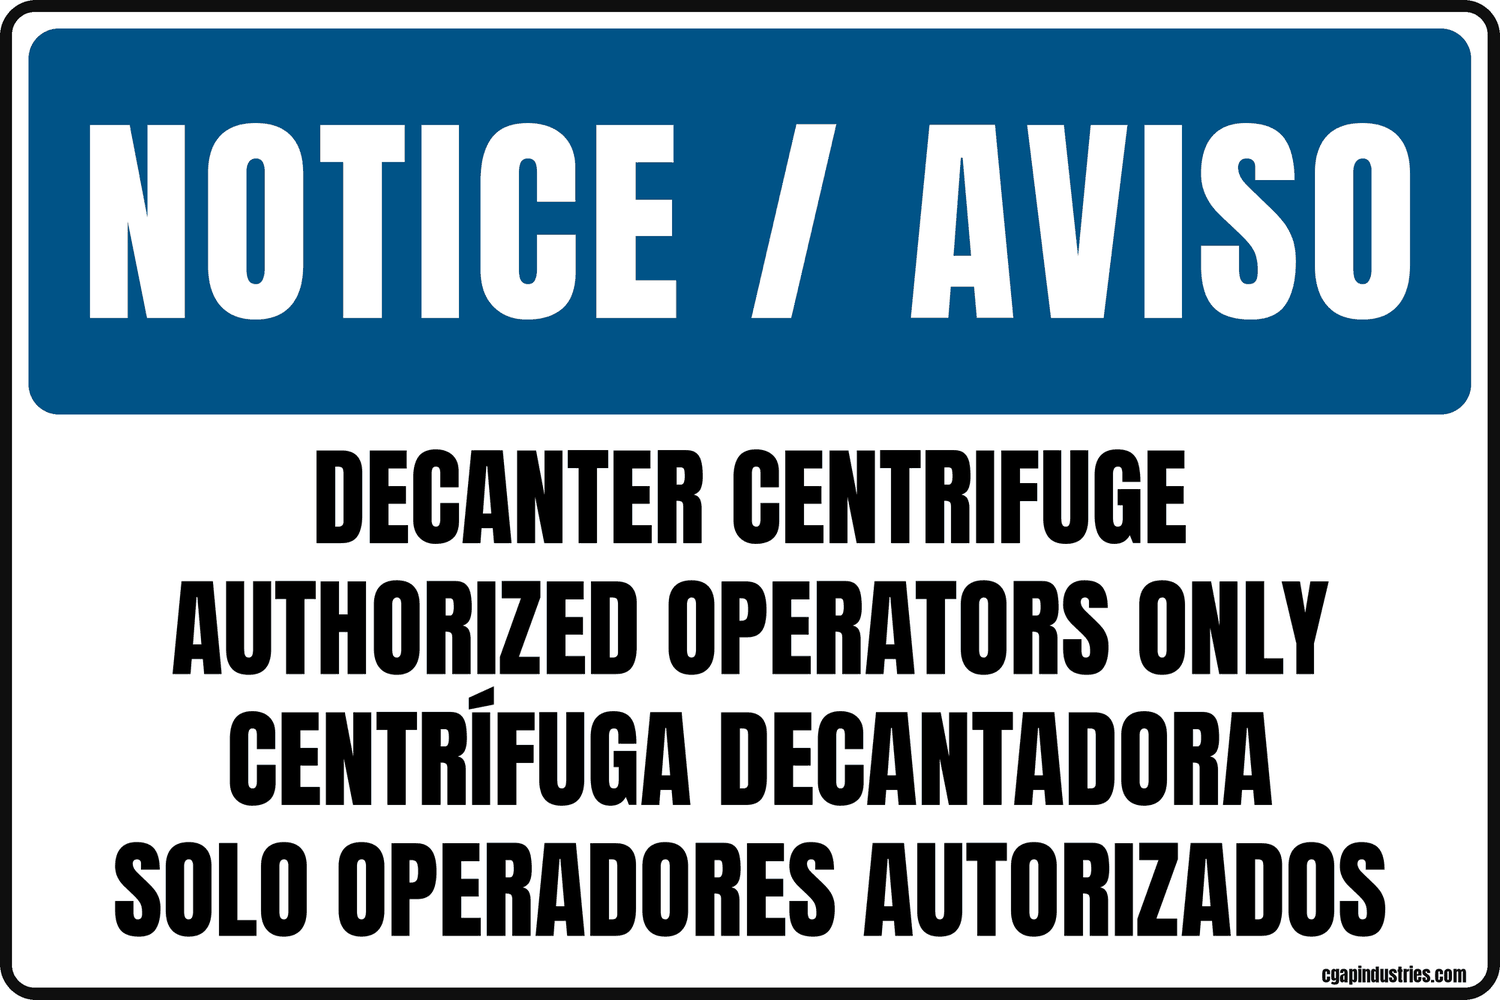 NOTICE / AVISO
DECANTER CENTRIFUGE
AUTHORIZED OPERATORS ONLY
CENTRÍFUGA DECANTADORA
SOLO OPERADORES AUTORIZADOS
cgapindustries.com